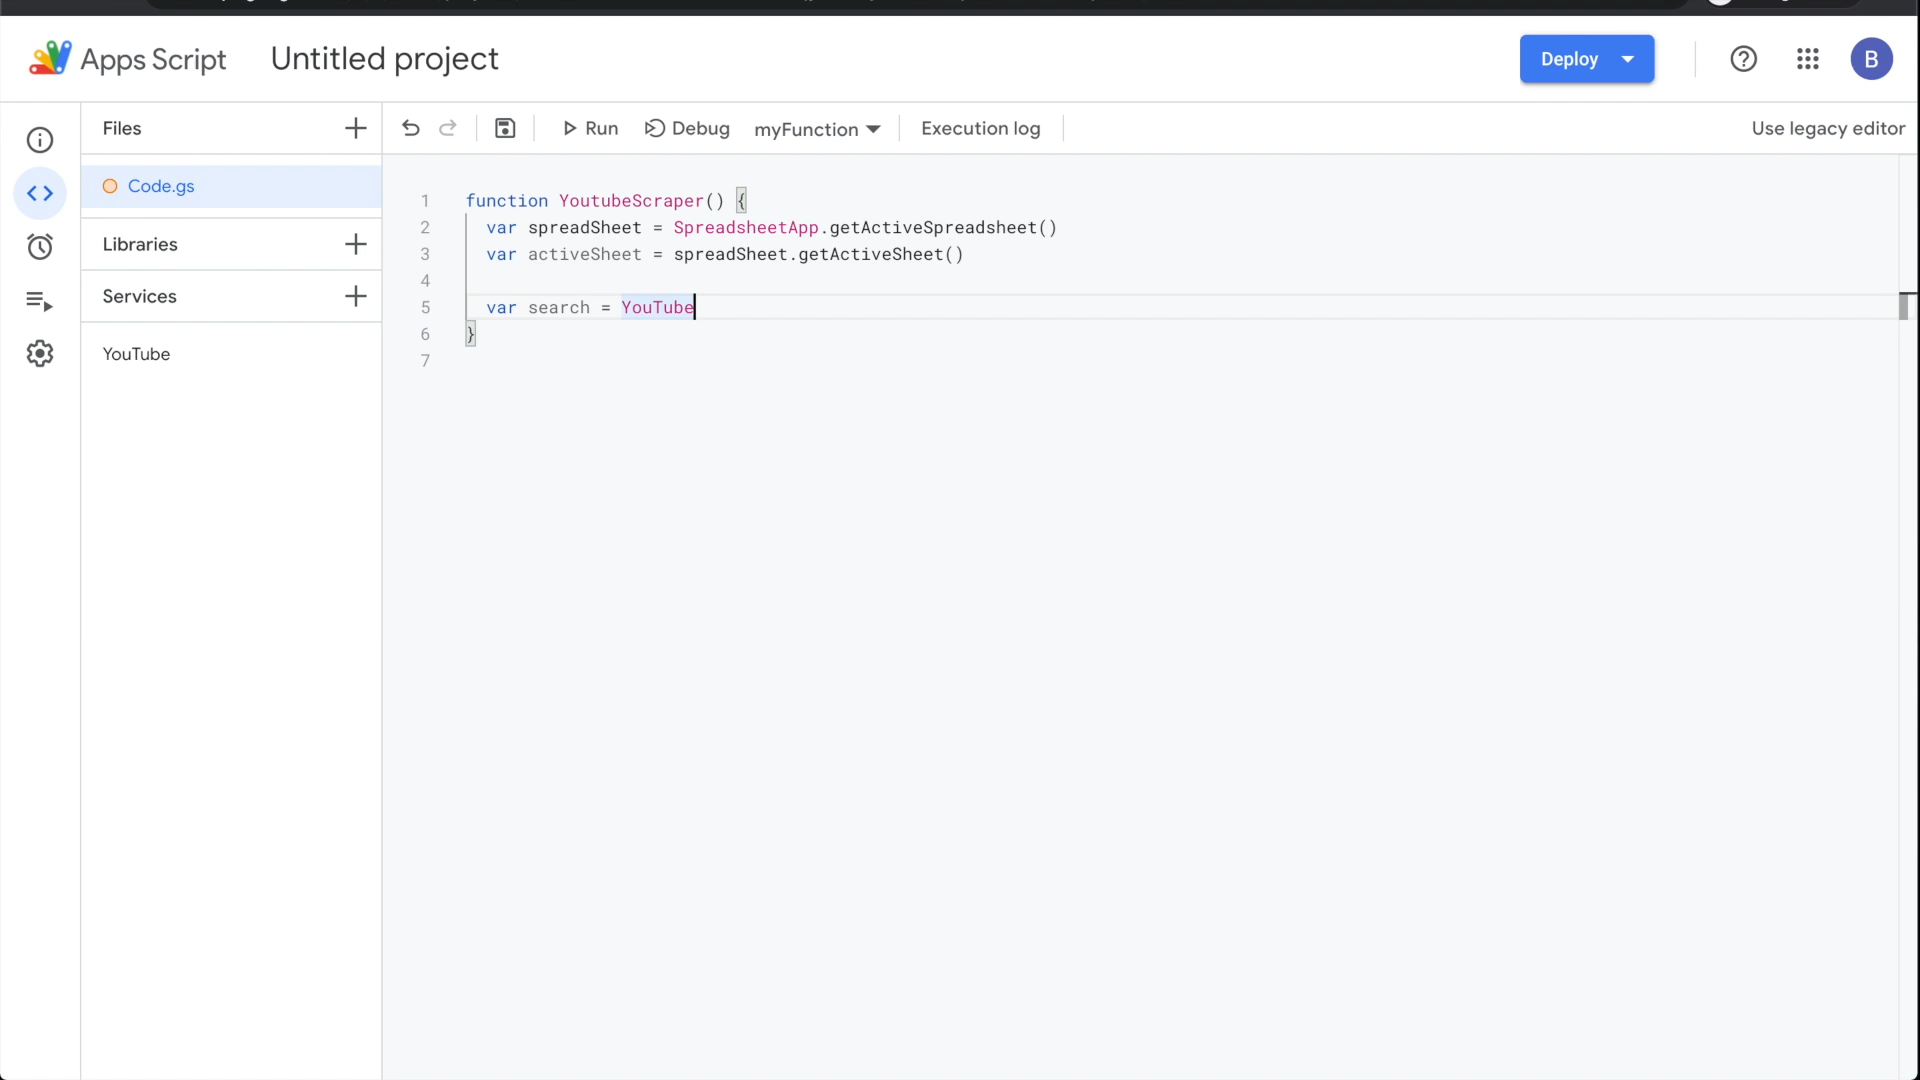 Apps Script Untitled project Deploy B
Files Run Debug myFunction Execution log Use legacy editor
Code.gs
Libraries
Services
YouTube
1 function YoutubeScraper() {
2 var spreadSheet = SpreadsheetApp.getActiveSpreadsheet()
3 var activeSheet = spreadSheet.getActiveSheet()
4
5 var search = YouTube
6 }
7